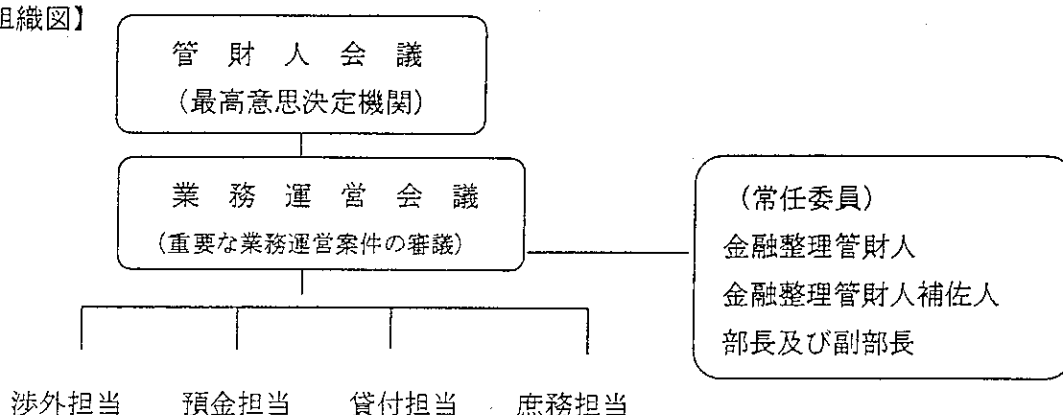 組織図】
管財人会議
（最高意思決定機関）
業務運営会議
（重要な業務運営案件の審議）
（常任委員）
金融整理管財人
金融整理管財人補佐人
部長及び副部長
渉外担当 預金担当 貸付担当 庶務担当